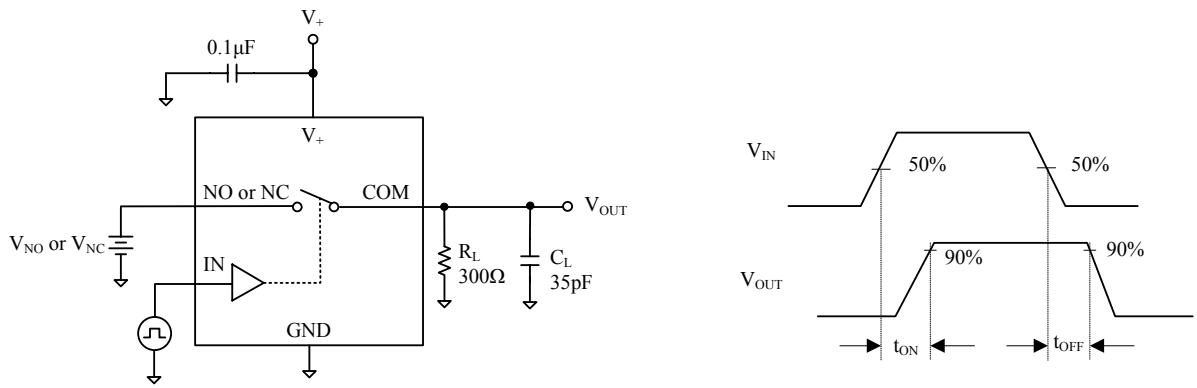 V+
0.1μF
V+
NO or NC
COM
VOUT
VNO or VNC
RL
300Ω
CL
35pF
IN
GND
VIN
50%
50%
VOUT
90%
90%
tON
tOFF